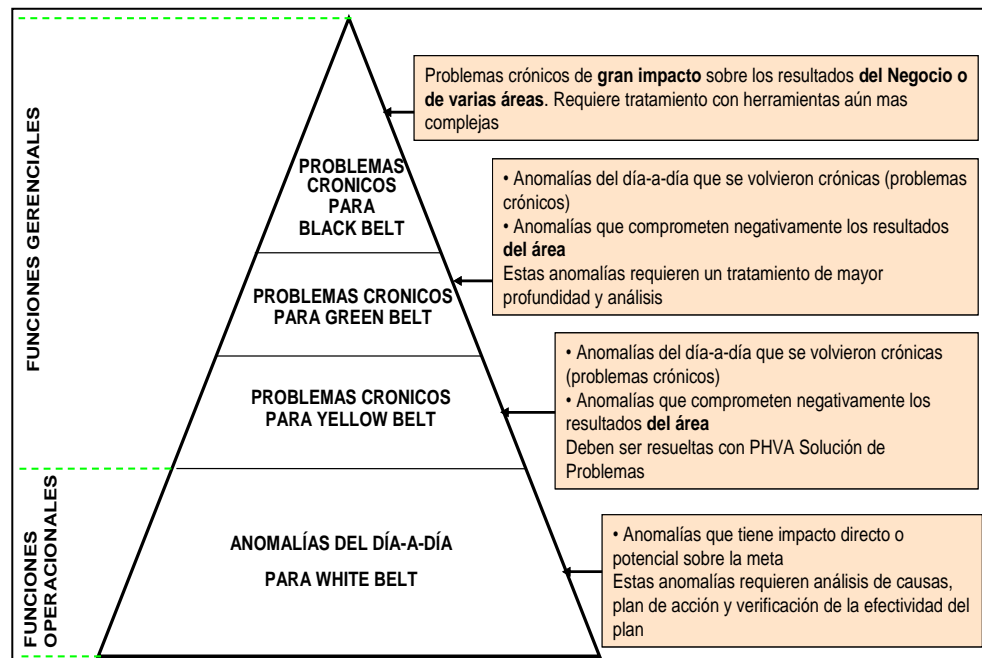 FUNCIONES GERENCIALES
Problemas crónicos de gran impacto sobre los resultados del Negocio o
de varias áreas. Requiere tratamiento con herramientas aún mas
complejas
PROBLEMAS
CRONICOS
PARA
BLACK BELT
• Anomalías del día-a-día que se volvieron crónicas (problemas
crónicos)
• Anomalías que comprometen negativamente los resultados
del área
Estas anomalías requieren un tratamiento de mayor
profundidad y análisis
PROBLEMAS CRONICOS
PARA GREEN BELT
• Anomalías del día-a-día que se volvieron crónicas
(problemas crónicos)
• Anomalías que comprometen negativamente los
resultados del área
Deben ser resueltas con PHVA Solución de
Problemas
PROBLEMAS CRONICOS
PARA YELLOW BELT
FUNCIONES
OPERACIONALES
ANOMALÍAS DEL DÍA-A-DÍA
PARA WHITE BELT
• Anomalías que tiene impacto directo o
potencial sobre la meta
Estas anomalías requieren análisis de causas,
plan de acción y verificación de la efectividad del
plan